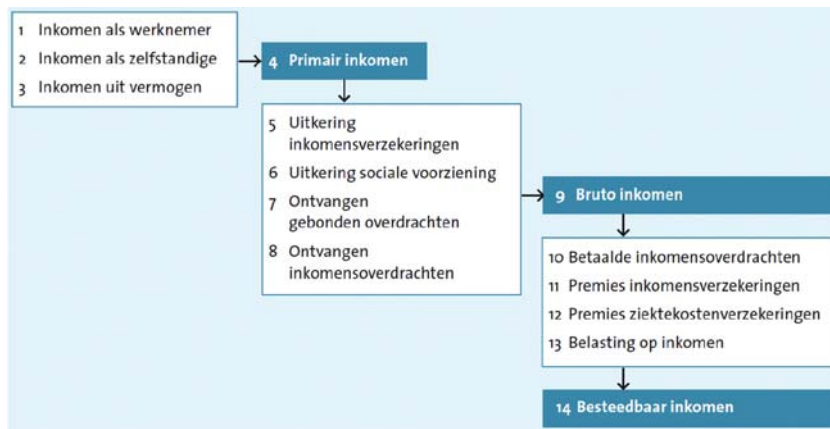 1 Inkomen als werknemer
2 Inkomen als zelfstandige
3 Inkomen uit vermogen
4 Primair inkomen
5 Uitkering
inkomensverzekeringen
6 Uitkering sociale voorziening
7 Ontvangen
gebonden overdrachten
8 Ontvangen
inkomensoverdrachten
9 Bruto inkomen
10 Betaalde inkomensoverdrachten
11 Premies inkomensverzekeringen
12 Premies ziektekostenverzekeringen
13 Belasting op inkomen
14 Besteedbaar inkomen